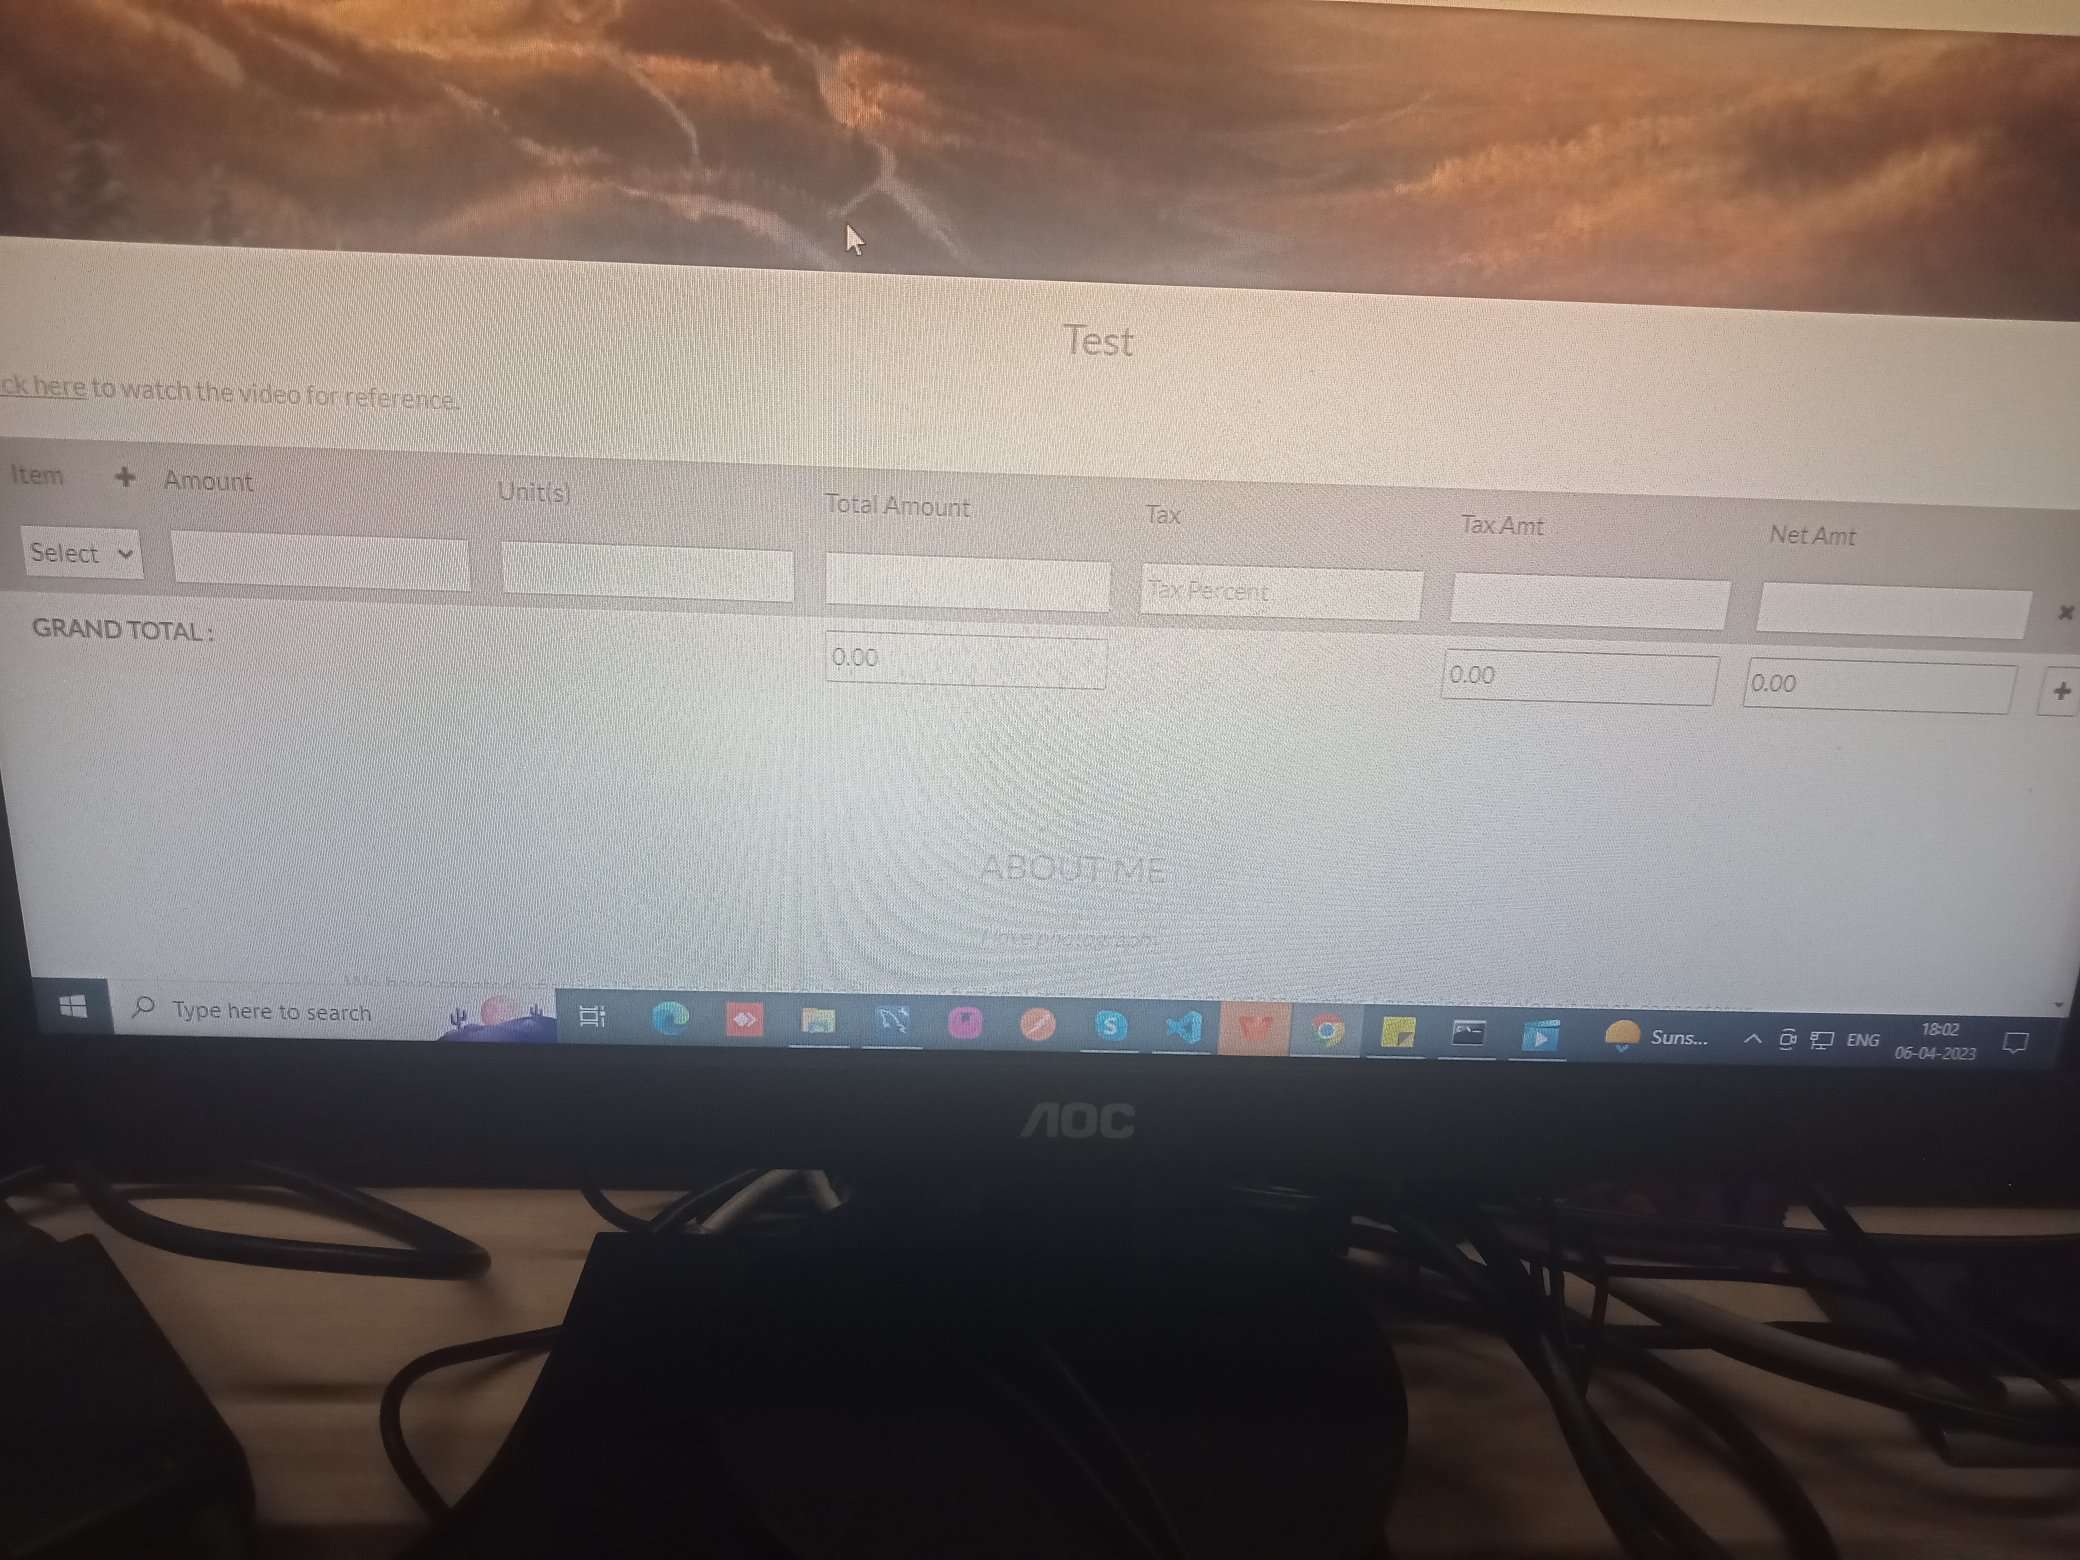 Test
ck here to watch the video for reference.
Item + Amount Unit(s) Total Amount Tax Tax Amt Net Amt
Select Tax Percent
GRAND TOTAL : 0.00 0.00 0.00
ABOUT ME
Type here to search
Suns... ENG 18:02
06-04-2023
AOC